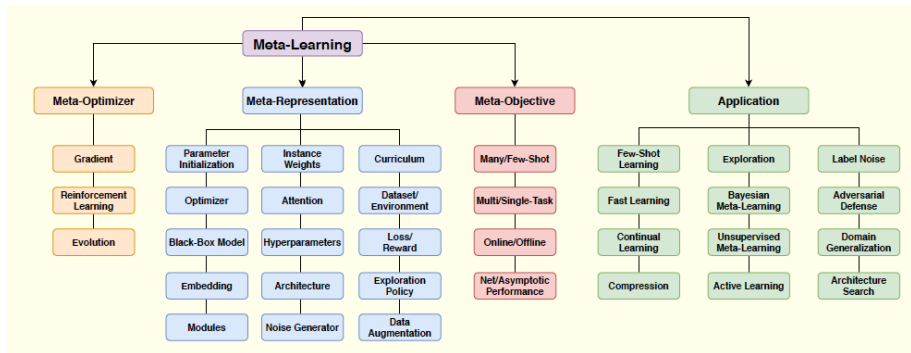 Meta-Learning
Meta-Optimizer
Meta-Representation
Meta-Objective
Application
Gradient
Reinforcement
Learning
Evolution
Parameter
Initialization
Optimizer
Black-Box Model
Embedding
Modules
Instance
Weights
Attention
Hyperparameters
Architecture
Noise Generator
Curriculum
Dataset/
Environment
Loss/
Reward
Exploration
Policy
Data
Augmentation
Many/Few-Shot
Multi/Single-Task
Online/Offline
Net/Asymptotic
Performance
Few-Shot
Learning
Fast Learning
Continual
Learning
Compression
Exploration
Bayesian
Meta-Learning
Unsupervised
Meta-Learning
Active Learning
Label Noise
Adversarial
Defense
Domain
Generalization
Architecture
Search